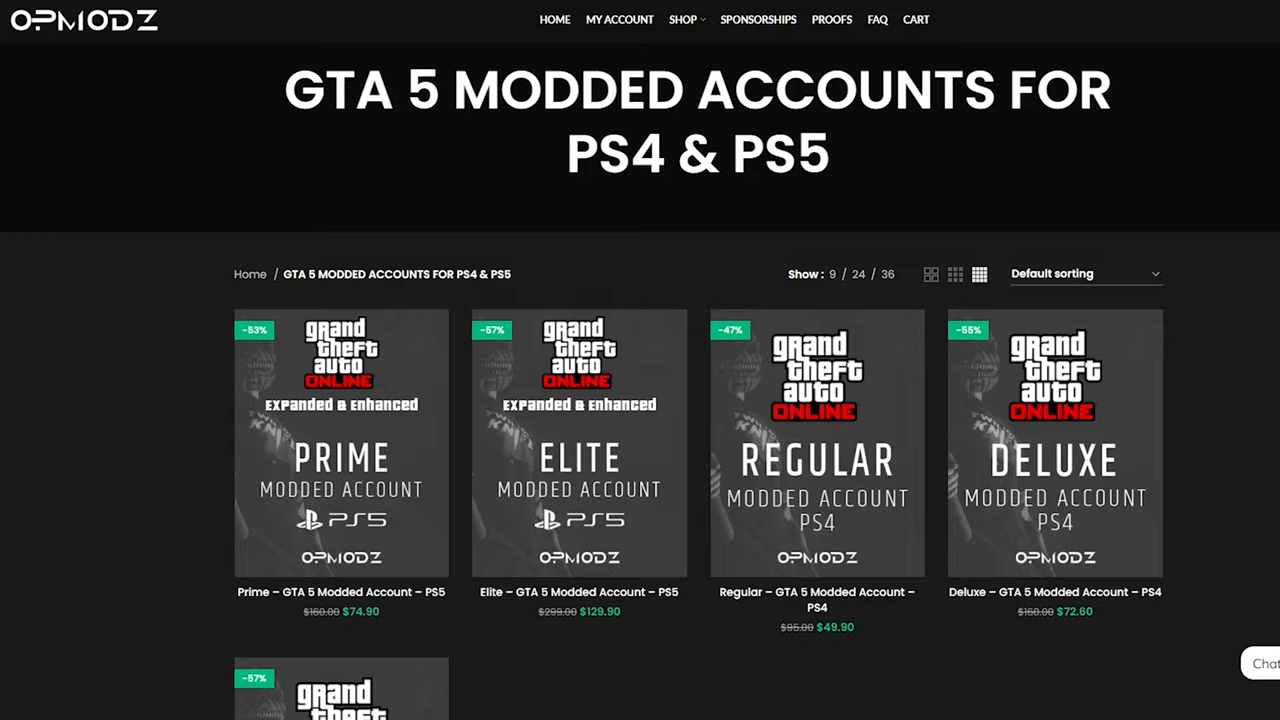 OPMODZ
HOME MY ACCOUNT SHOP SPONSORSHIPS PROOFS FAQ CART
GTA 5 MODDED ACCOUNTS FOR
PS4 & PS5
Home / GTA 5 MODDED ACCOUNTS FOR PS4 & PS5
Show : 9 / 24 / 36
Default sorting
-53%
grand
theft
auto
ONLINE
Expanded & Enhanced
PRIME
MODDED ACCOUNT
PS5
OPMODZ
Prime – GTA 5 Modded Account – PS5
$160.00 $74.90
-57%
grand
theft
auto
ONLINE
Expanded & Enhanced
ELITE
MODDED ACCOUNT
PS5
OPMODZ
Elite – GTA 5 Modded Account – PS5
$299.00 $129.90
-47%
grand
theft
auto
ONLINE
REGULAR
MODDED ACCOUNT
PS4
OPMODZ
Regular – GTA 5 Modded Account –
PS4
$95.00 $49.90
-55%
grand
theft
auto
ONLINE
DELUXE
MODDED ACCOUNT
PS4
OPMODZ
Deluxe – GTA 5 Modded Account – PS4
$160.00 $72.60
-57%
grand
theft
Chat